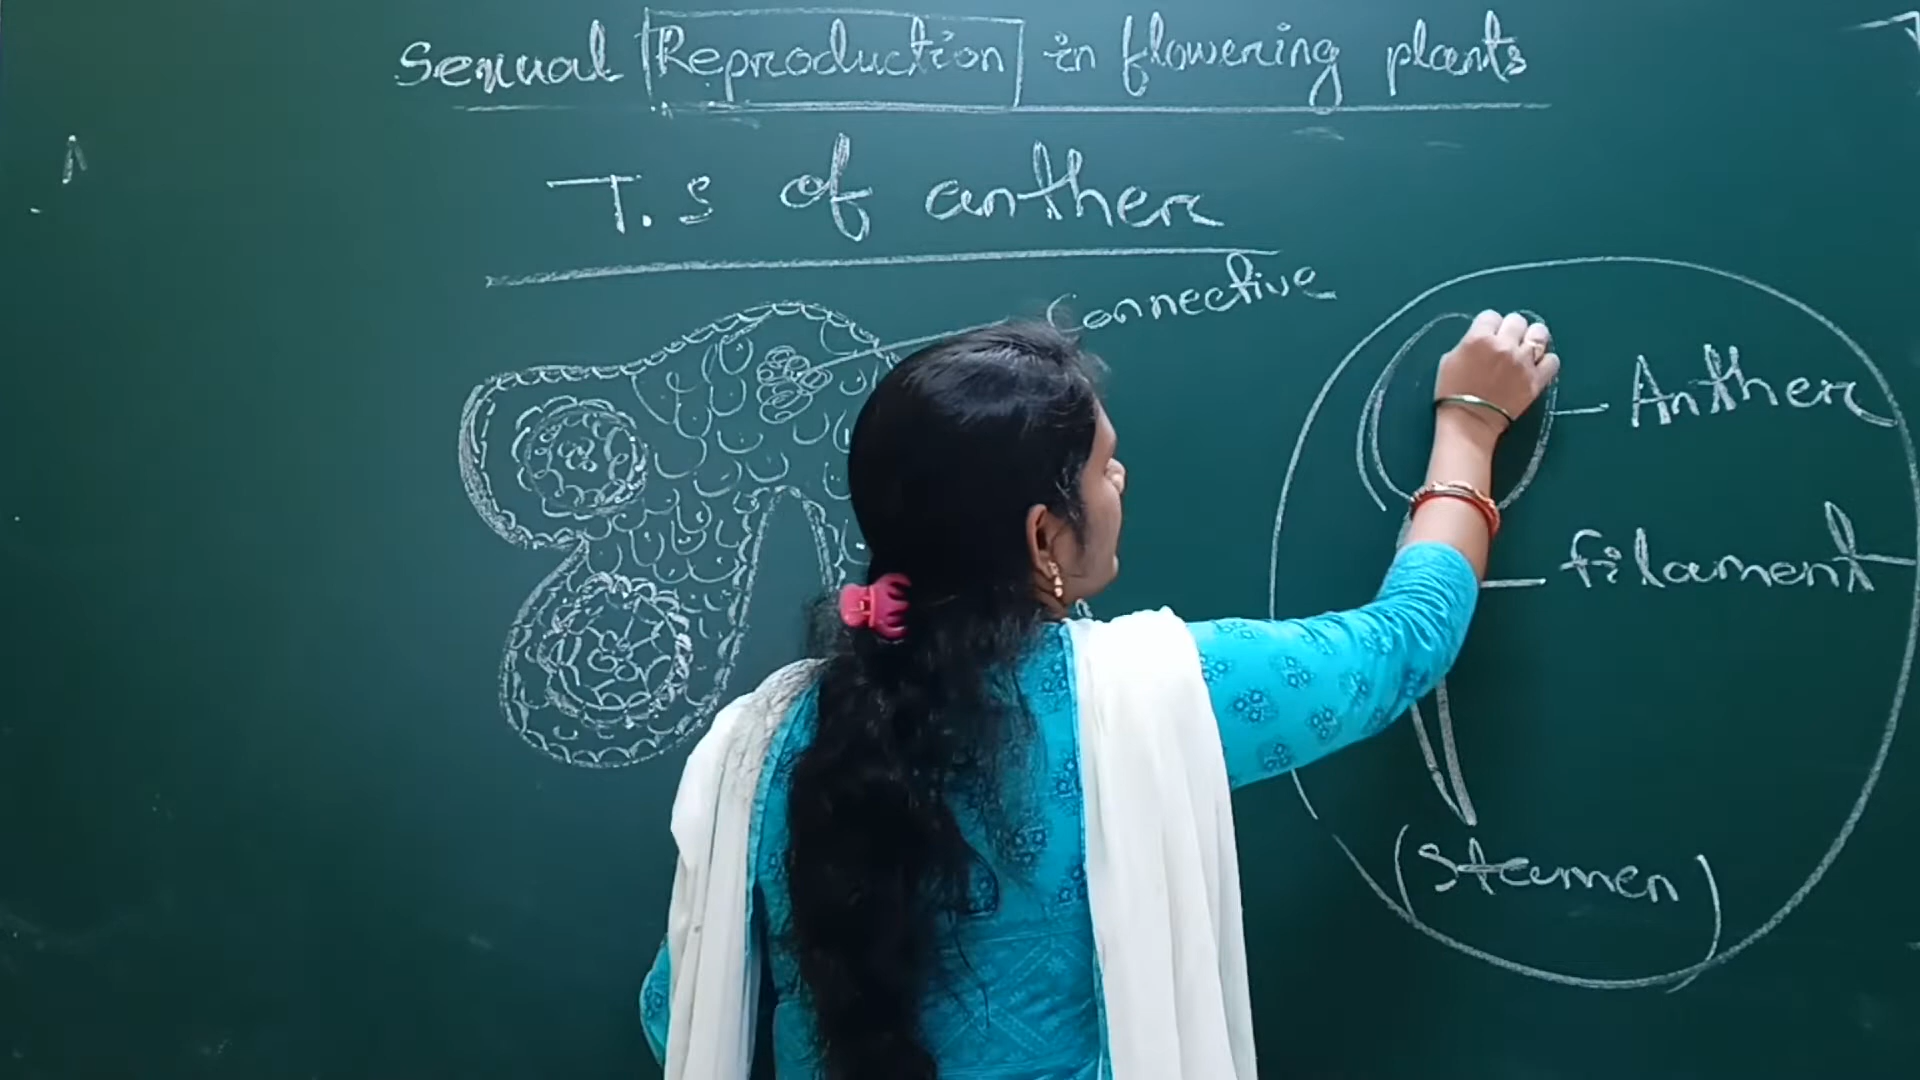 Sexual Reproduction in flowering plants
T.S of anther
Connective
Anther
filament
(Stamen)